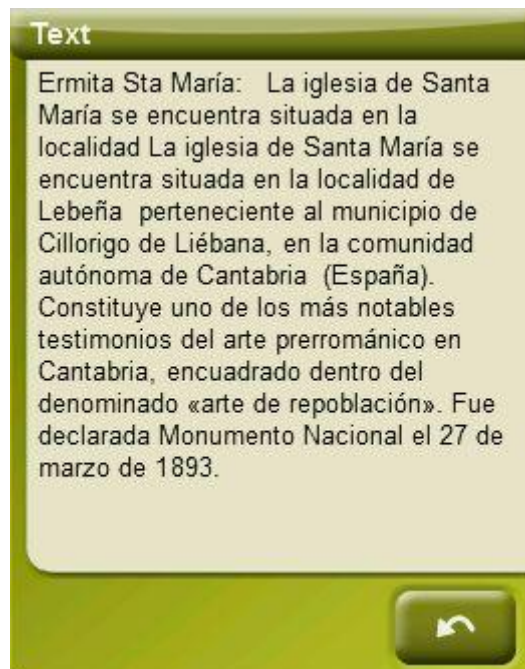 Text
Ermita Sta María:   La iglesia de Santa
María se encuentra situada en la
localidad La iglesia de Santa María se
encuentra situada en la localidad de
Lebeña  perteneciente al municipio de
Cillorigo de Liébana, en la comunidad
autónoma de Cantabria  (España).
Constituye uno de los más notables
testimonios del arte prerrománico en
Cantabria, encuadrado dentro del
denominado «arte de repoblación». Fue
declarada Monumento Nacional el 27 de
marzo de 1893.